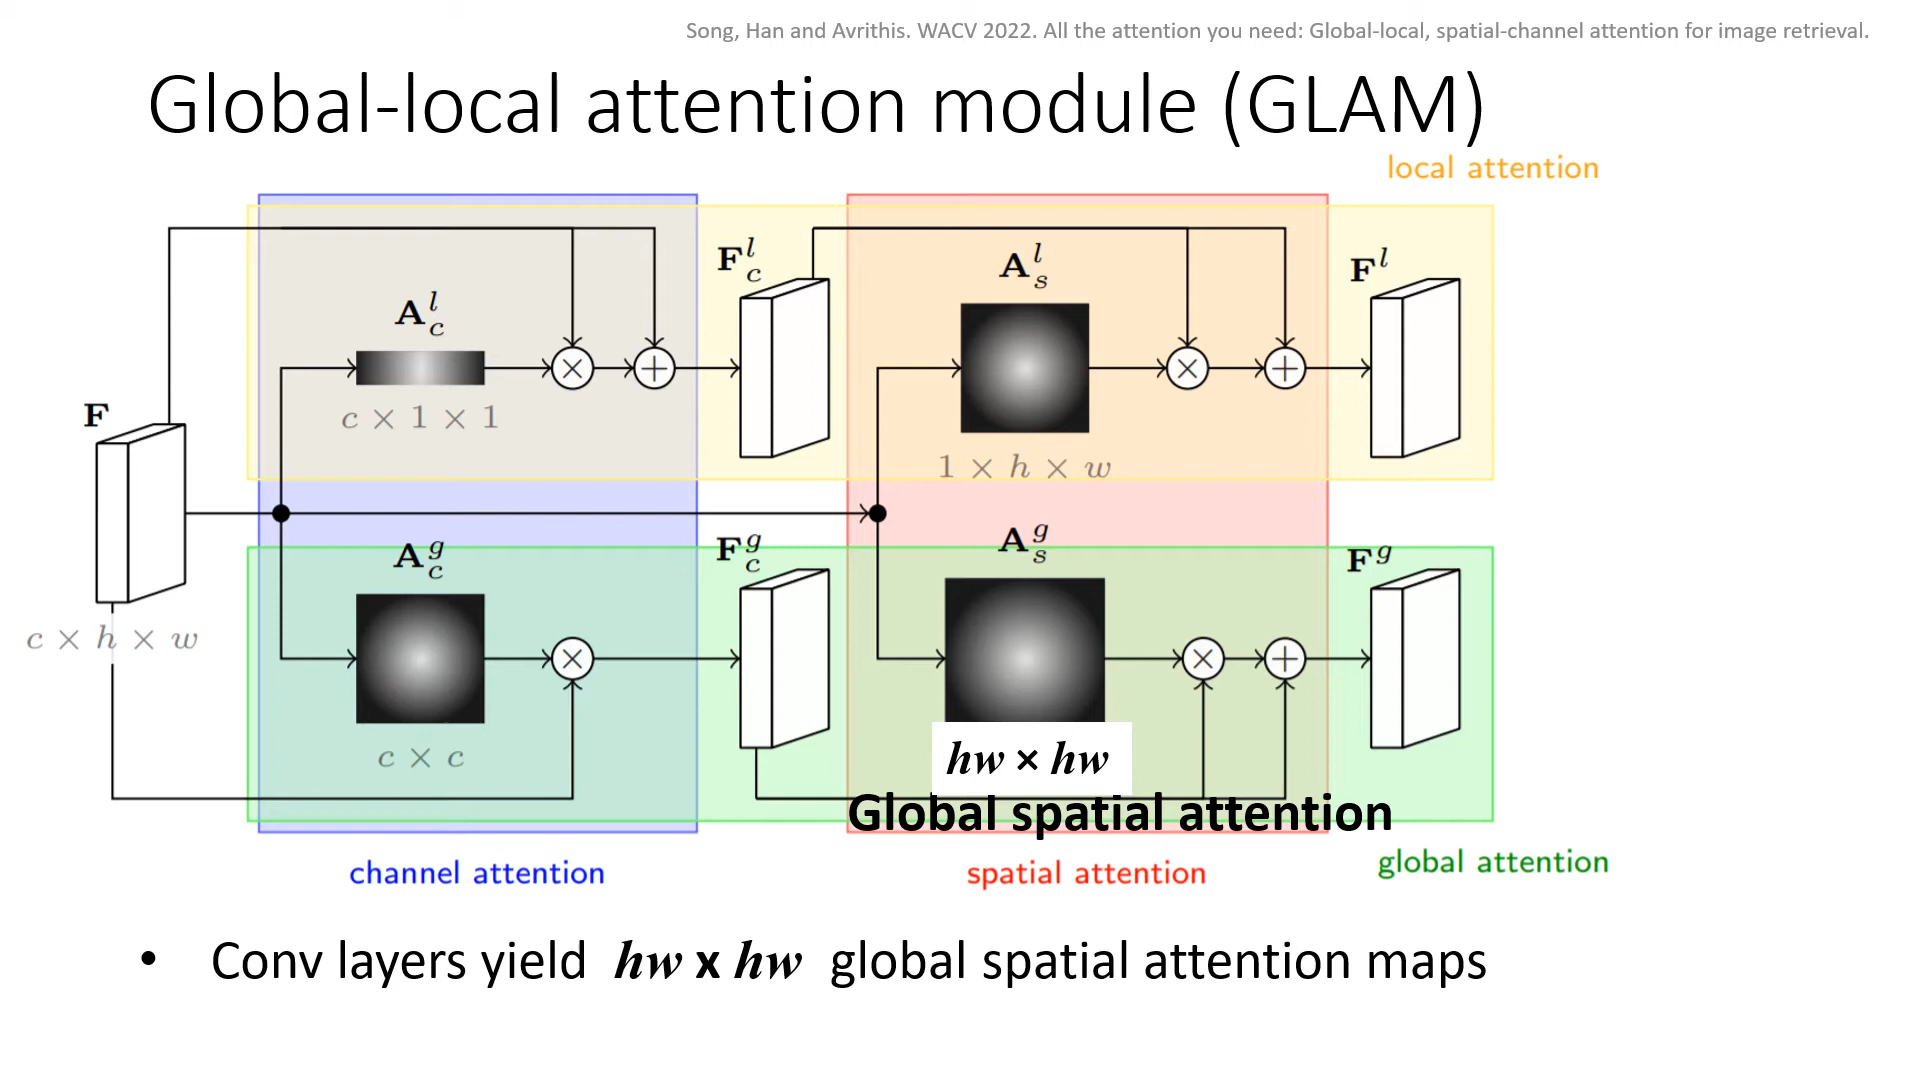 Song, Han and Avrithis. WACV 2022. All the attention you need: Global-local, spatial-channel attention for image retrieval.
Global-local attention module (GLAM)
local attention
F^l_c
A^l_s
F^l
A^l_c
c × 1 × 1
F
1 × h × w
A^g_c
F^g_c
A^g_s
F^g
c × h × w
c × c
hw × hw
Global spatial attention
channel attention
spatial attention
global attention
• Conv layers yield hw x hw global spatial attention maps